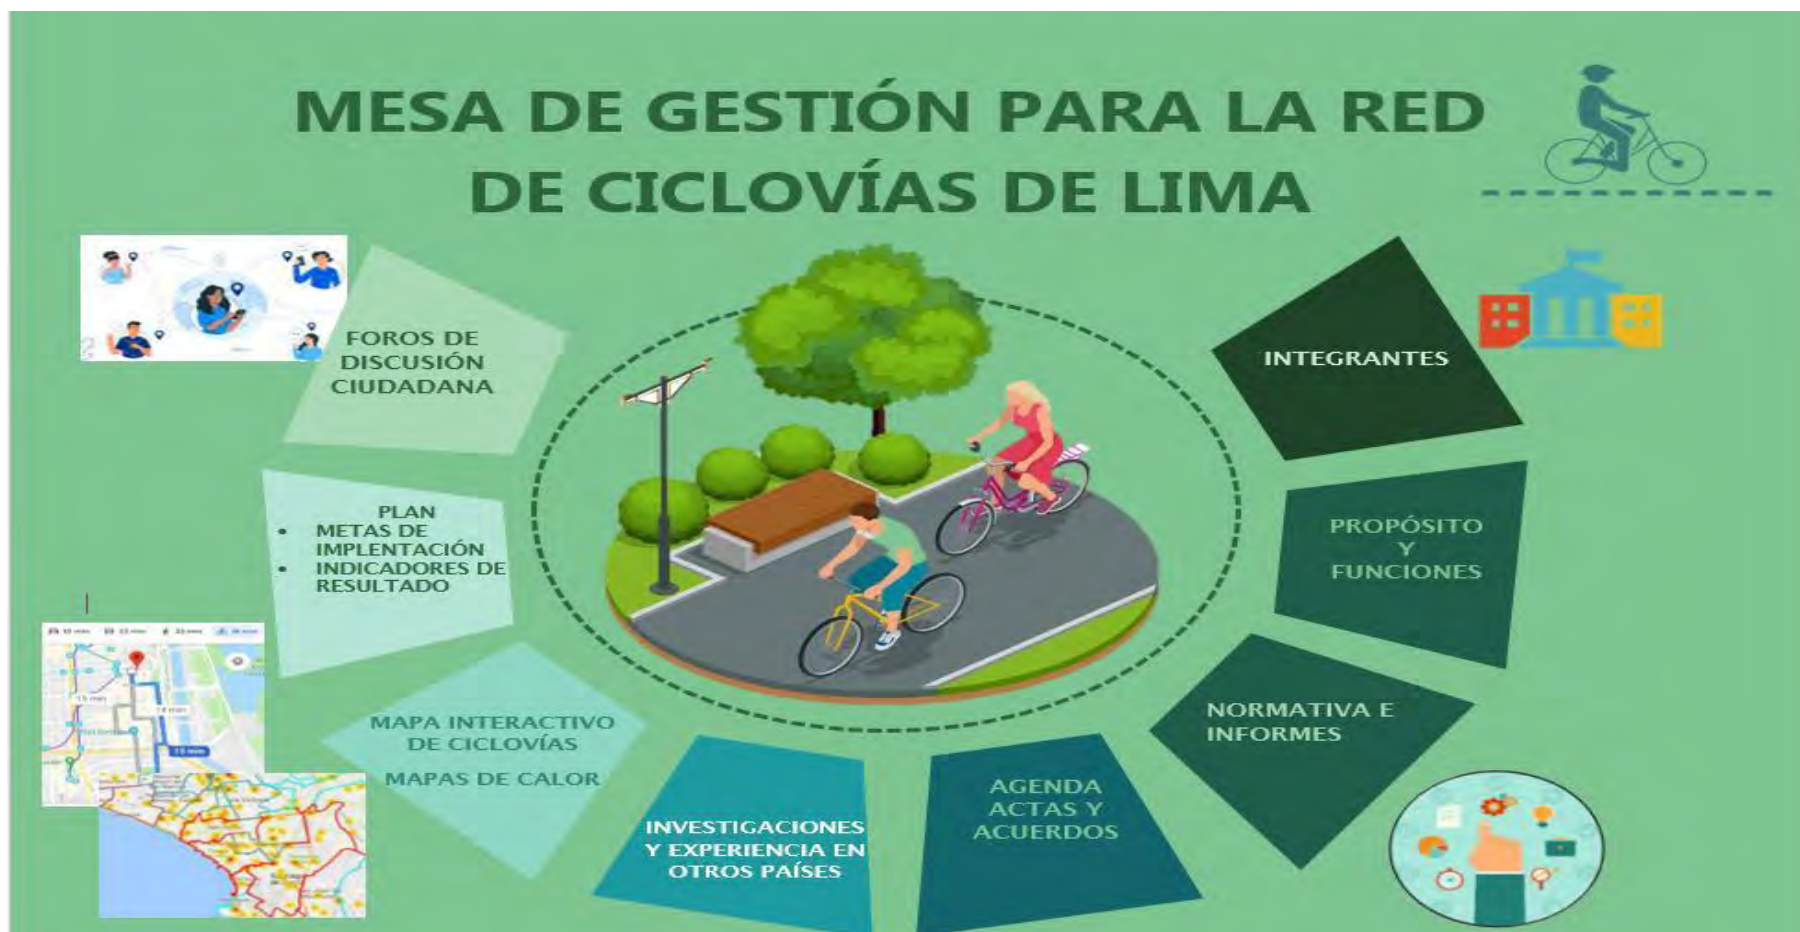 MESA DE GESTIÓN PARA LA RED
DE CICLOVÍAS DE LIMA
FOROS DE
DISCUSIÓN
CIUDADANA
INTEGRANTES
PLAN
• METAS DE
IMPLENTACIÓN
• INDICADORES DE
RESULTADO
PROPÓSITO
Y
FUNCIONES
MAPA INTERACTIVO
DE CICLOVÍAS
MAPAS DE CALOR
NORMATIVA E
INFORMES
INVESTIGACIONES
Y EXPERIENCIA EN
OTROS PAÍSES
AGENDA
ACTAS Y
ACUERDOS